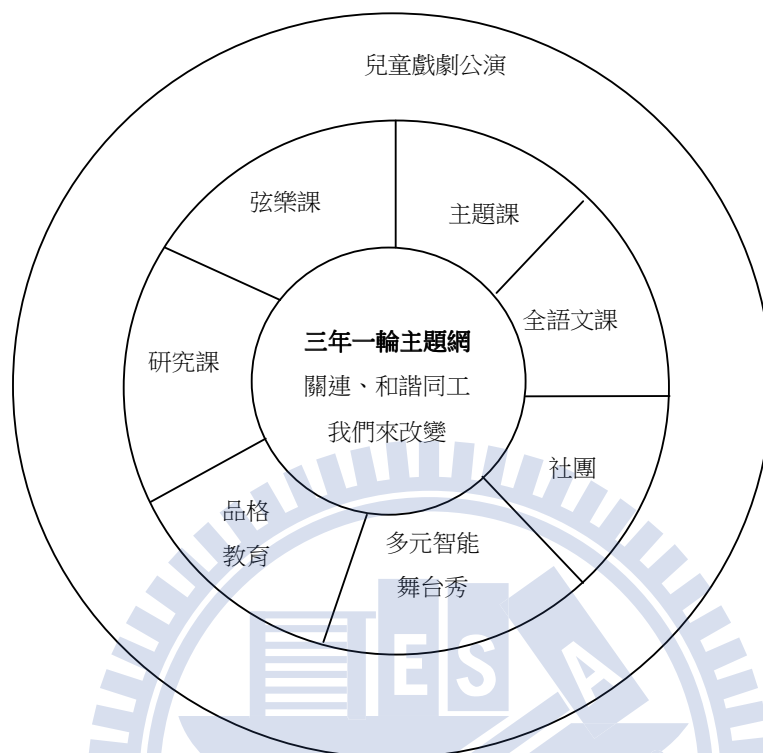 兒童戲劇公演
弦樂課
主題課
全語文課
研究課
三年一輪主題網
關連、和諧同工
我們來改變
社團
品格
教育
多元智能
舞台秀
ESA